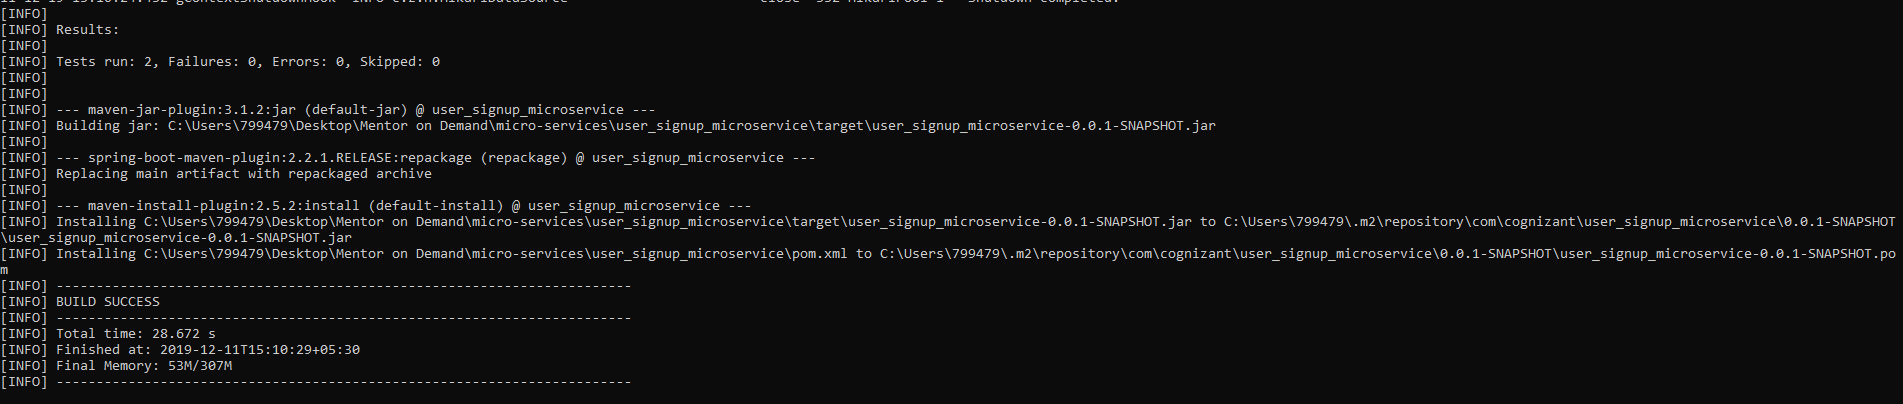 [INFO]
[INFO] Results:
[INFO]
[INFO] Tests run: 2, Failures: 0, Errors: 0, Skipped: 0
[INFO]
[INFO]
[INFO] --- maven-jar-plugin:3.1.2:jar (default-jar) @ user_signup_microservice ---
[INFO] Building jar: C:\Users\799479\Desktop\Mentor on Demand\micro-services\user_signup_microservice\target\user_signup_microservice-0.0.1-SNAPSHOT.jar
[INFO]
[INFO] --- spring-boot-maven-plugin:2.2.1.RELEASE:repackage (repackage) @ user_signup_microservice ---
[INFO] Replacing main artifact with repackaged archive
[INFO]
[INFO] --- maven-install-plugin:2.5.2:install (default-install) @ user_signup_microservice ---
[INFO] Installing C:\Users\799479\Desktop\Mentor on Demand\micro-services\user_signup_microservice\target\user_signup_microservice-0.0.1-SNAPSHOT.jar to C:\Users\799479\.m2\repository\com\cognizant\user_signup_microservice\0.0.1-SNAPSHOT
\user_signup_microservice-0.0.1-SNAPSHOT.jar
[INFO] Installing C:\Users\799479\Desktop\Mentor on Demand\micro-services\user_signup_microservice\pom.xml to C:\Users\799479\.m2\repository\com\cognizant\user_signup_microservice\0.0.1-SNAPSHOT\user_signup_microservice-0.0.1-SNAPSHOT.po
m
[INFO] ------------------------------------------------------------------------
[INFO] BUILD SUCCESS
[INFO] ------------------------------------------------------------------------
[INFO] Total time: 28.672 s
[INFO] Finished at: 2019-12-11T15:10:29+05:30
[INFO] Final Memory: 53M/307M
[INFO] ------------------------------------------------------------------------